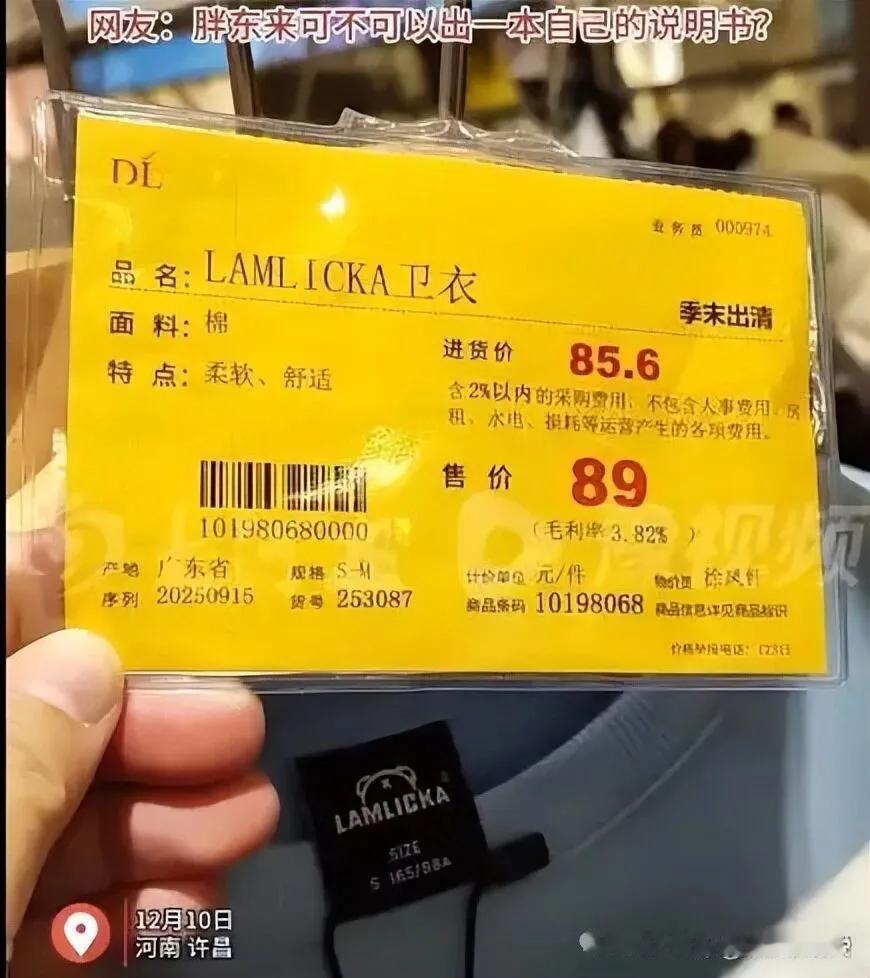 网友：胖东来可不可以出一本自己的说明书？
DL
业务员 000974
品 名：LAMLICKA卫衣
季末出清
面 料：棉
特 点：柔软、舒适
进货价 85.6
含2%以内的采购费用，不包含人事费用、房
租、水电、损耗等运营产生的各项费用。
售 价 89
（毛利率3.82% ）
101980680000
产地 广东省 规格 S-M 计价单位 元/件 物价员
序列 20250915 货号 253087 商品条码 10198068 商品信息详见商品标识
价格举报电话：
LAMLICKA
SIZE
S 165/88A
12月10日
河南 许昌